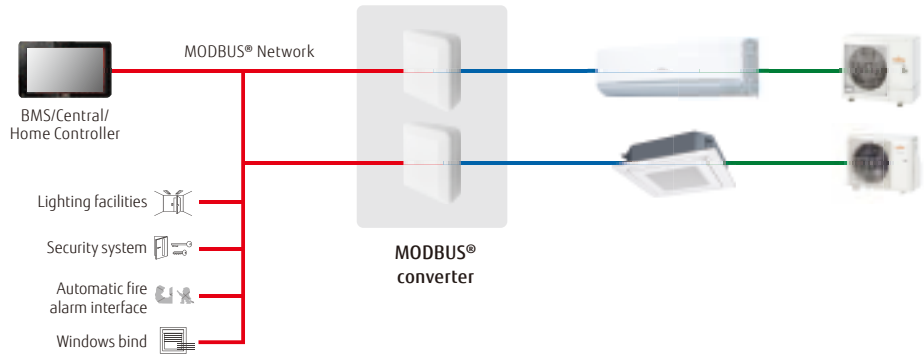 MODBUS® Network
BMS/Central/
Home Controller
Lighting facilities
Security system
Automatic fire
alarm interface
Windows bind
MODBUS®
converter